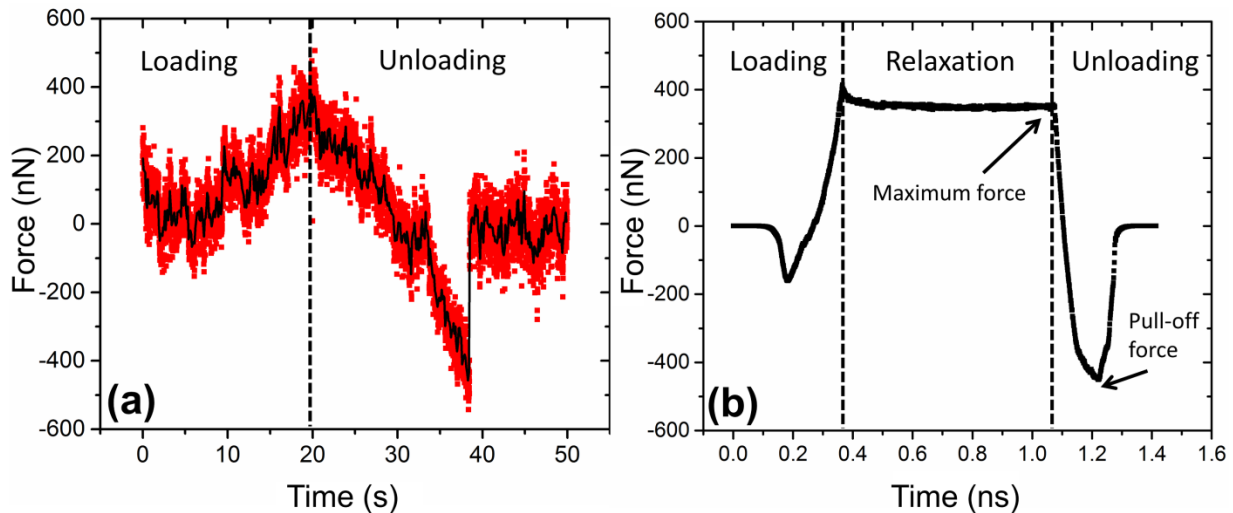 600
400
200
0
-200
-400
-600
Force (nN)
Loading
Unloading
(a)
0
10
20
30
40
50
Time (s)
600
400
200
0
-200
-400
-600
Force (nN)
Loading
Relaxation
Unloading
Maximum force
Pull-off
force
(b)
0.0
0.2
0.4
0.6
0.8
1.0
1.2
1.4
1.6
Time (ns)